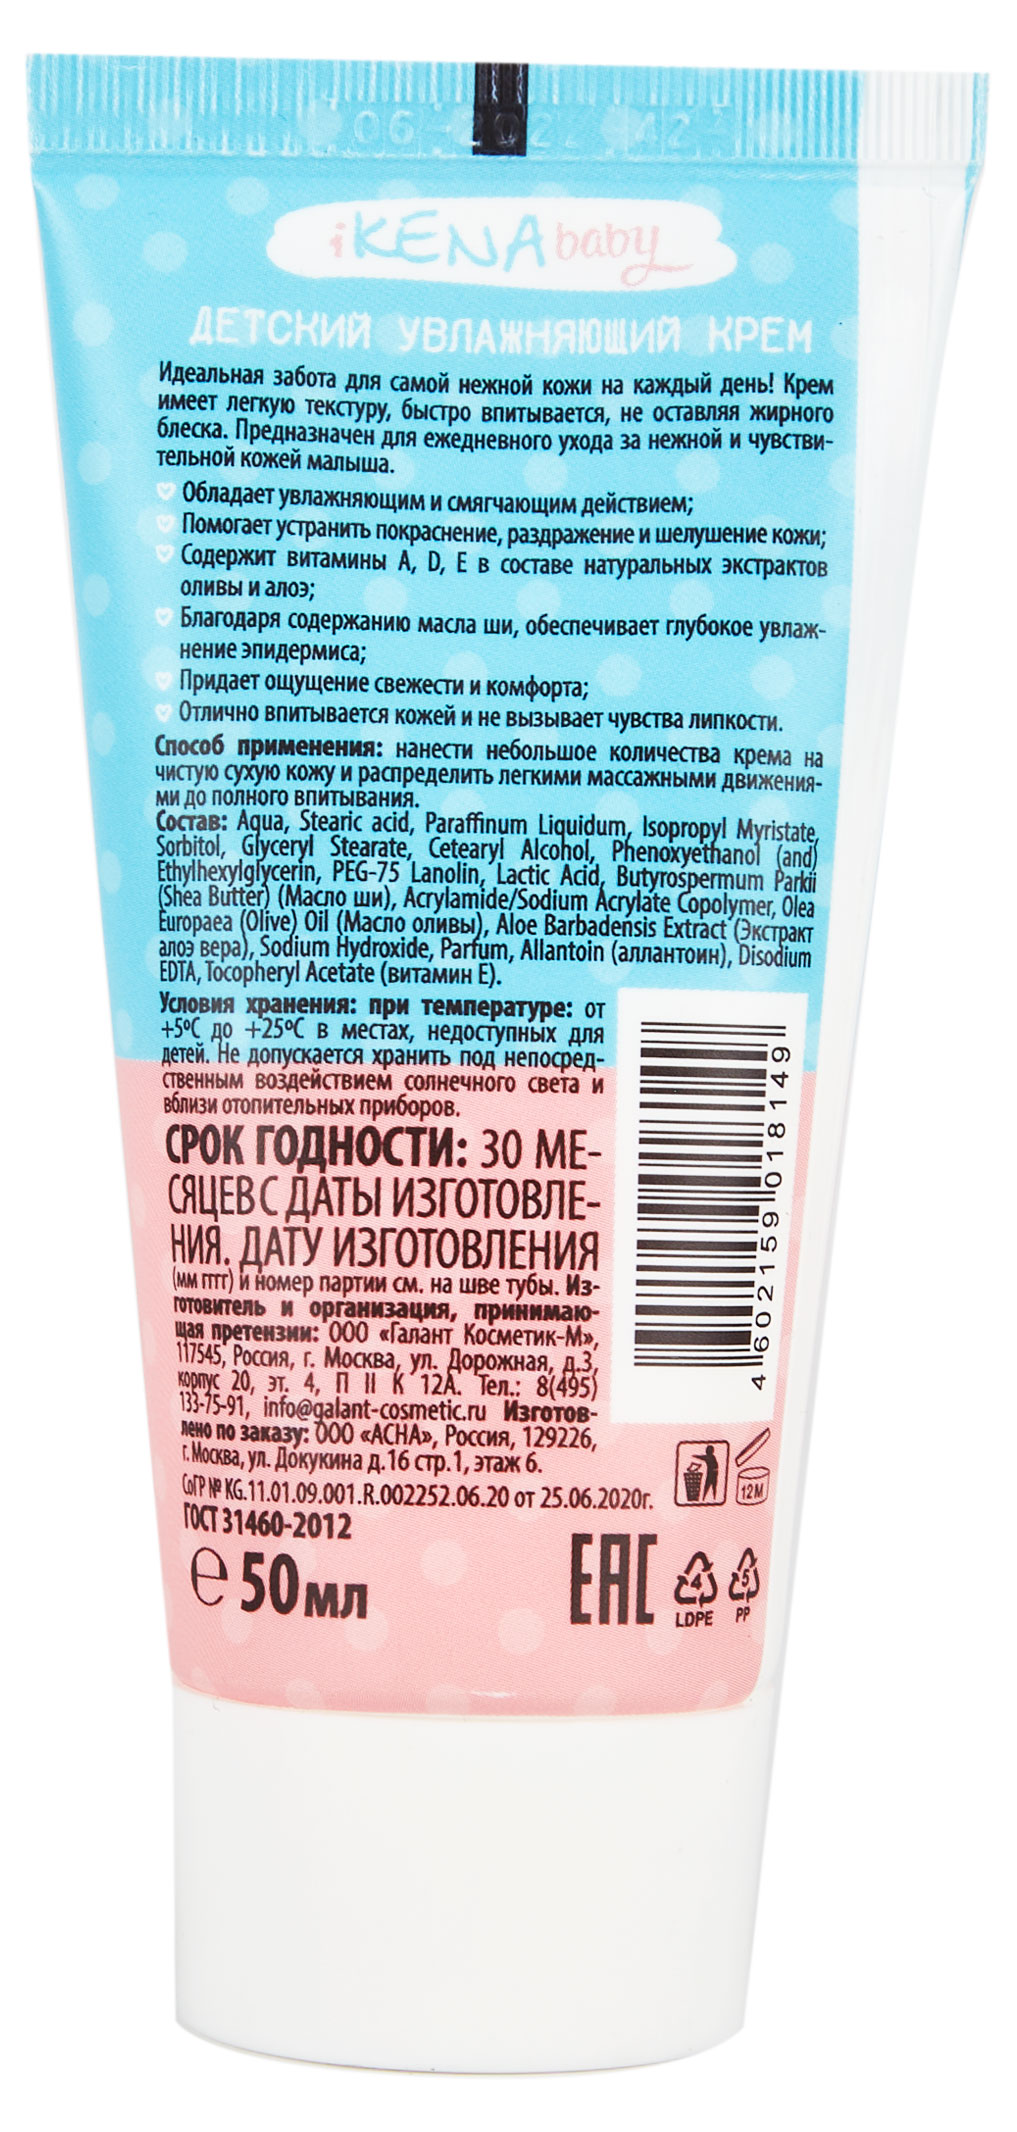 iKENA baby
ДЕТСКИЙ УВЛАЖНЯЮЩИЙ КРЕМ
Идеальная забота для самой нежной кожи на каждый день! Крем
имеет легкую текстуру, быстро впитывается, не оставляя жирного
блеска. Предназначен для ежедневного ухода за нежной и чувстви-
тельной кожей малыша.
Обладает увлажняющим и смягчающим действием;
Помогает устранить покраснение, раздражение и шелушение кожи;
Содержит витамины A, D, E в составе натуральных экстрактов
оливы и алоэ;
Благодаря содержанию масла ши, обеспечивает глубокое увлаж-
нение эпидермиса;
Придает ощущение свежести и комфорта;
Отлично впитывается кожей и не вызывает чувства липкости.
Способ применения: нанести небольшое количества крема на
чистую сухую кожу и распределить легкими массажными движения-
ми до полного впитывания.
Состав: Aqua, Stearic acid, Paraffinum Liquidum, Isopropyl Myristate,
Sorbitol, Glyceryl Stearate, Cetearyl Alcohol, Phenoxyethanol (and)
Ethylhexylglycerin, PEG-75 Lanolin, Lactic Acid, Butyrospermum Parkii
(Shea Butter) (Масло ши), Acrylamide/Sodium Acrylate Copolymer, Olea
Europaea (Olive) Oil (Масло оливы), Aloe Barbadensis Extract (Экстракт
алоэ вера), Sodium Hydroxide, Parfum, Allantoin (аллантоин), Disodium
EDTA, Tocopheryl Acetate (витамин Е).
Условия хранения: при температуре: от
+5ºС до +25ºС в местах, недоступных для
детей. Не допускается хранить под непосред-
ственным воздействием солнечного света и
вблизи отопительных приборов.
СРОК ГОДНОСТИ: 30 МЕ-
СЯЦЕВ С ДАТЫ ИЗГОТОВЛЕ-
НИЯ. ДАТУ ИЗГОТОВЛЕНИЯ
(мм гггг) и номер партии см. на шве тубы. Из-
готовитель и организация, принимаю-
щая претензии: ООО «Галант Косметик-М»,
117545, Россия, г. Москва, ул. Дорожная, д.3,
корпус 20, эт. 4, П II К 12А. Тел.: 8(495)
133-75-91, info@galant-cosmetic.ru Изготов-
лено по заказу: ООО «АСНА», Россия, 129226,
г. Москва, ул. Докукина д.16 стр.1, этаж 6.
СоГР № KG.11.01.09.001.R.002252.06.20 от 25.06.2020г.
ГОСТ 31460-2012
℮ 50 мл
4 602159 018149
12М
EAC
4
LDPE
5
PP